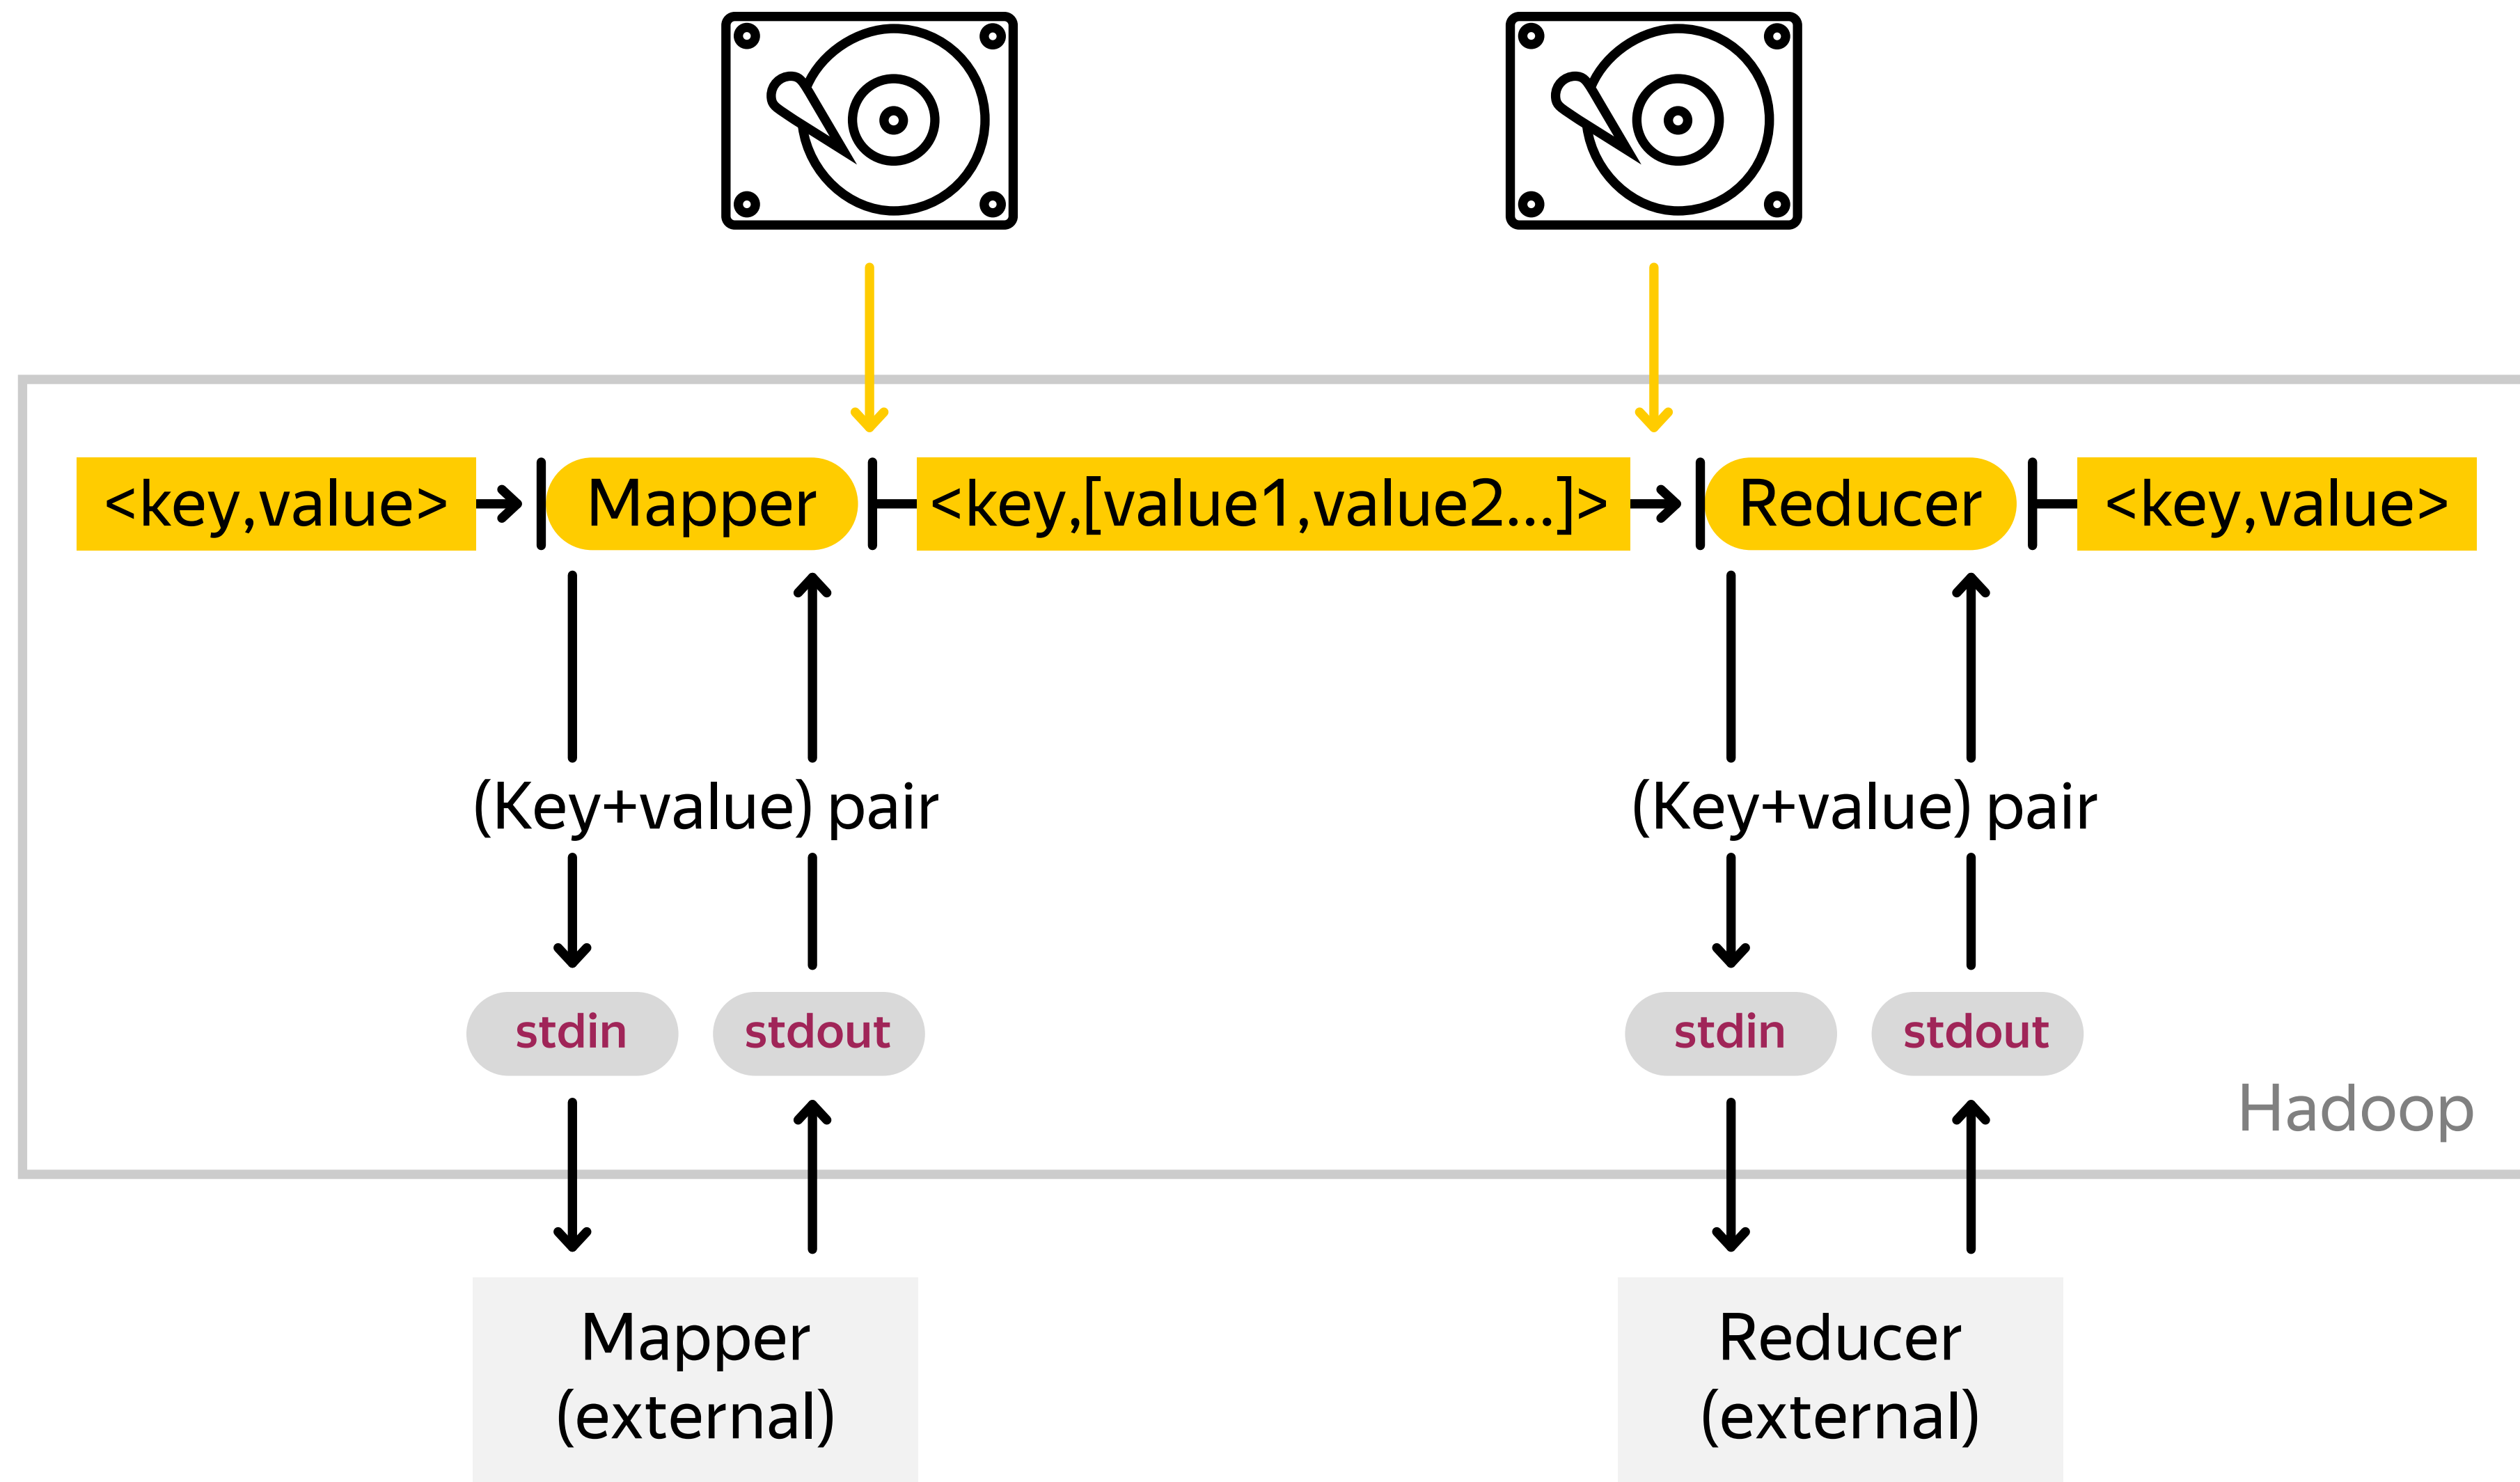 <key,value>
Mapper
<key,[value1,value2...]>
Reducer
<key,value>
(Key+value) pair
(Key+value) pair
stdin
stdout
stdin
stdout
Hadoop
Mapper
(external)
Reducer
(external)